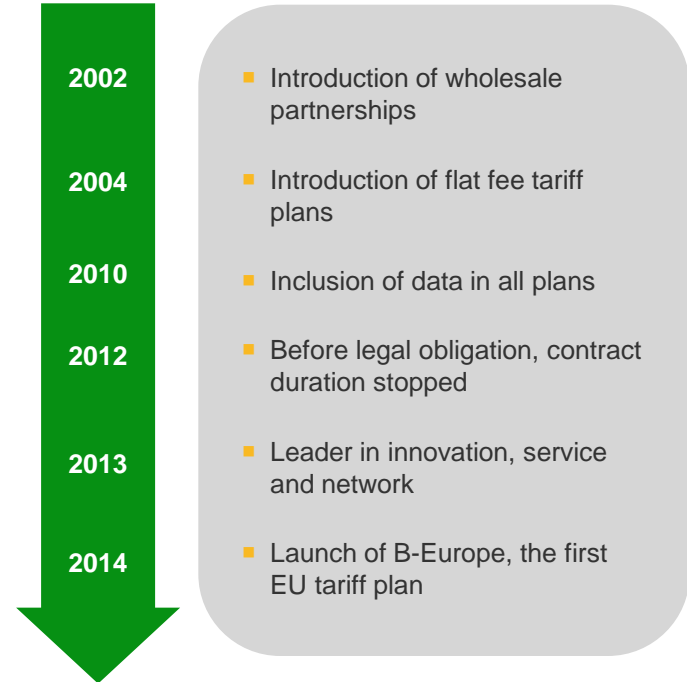 2002
Introduction of wholesale
partnerships
2004
Introduction of flat fee tariff
plans
2010
Inclusion of data in all plans
2012
Before legal obligation, contract
duration stopped
2013
Leader in innovation, service
and network
2014
Launch of B-Europe, the first
EU tariff plan